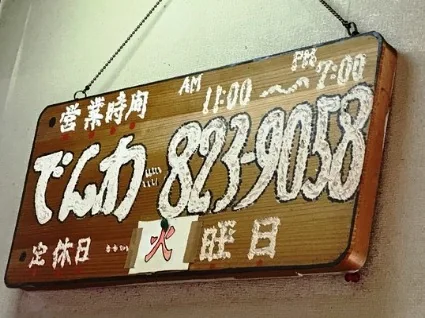 営業時間 AM 11:00 〜 PM 7:00
でんわ 823-9058
定休日 火 曜日